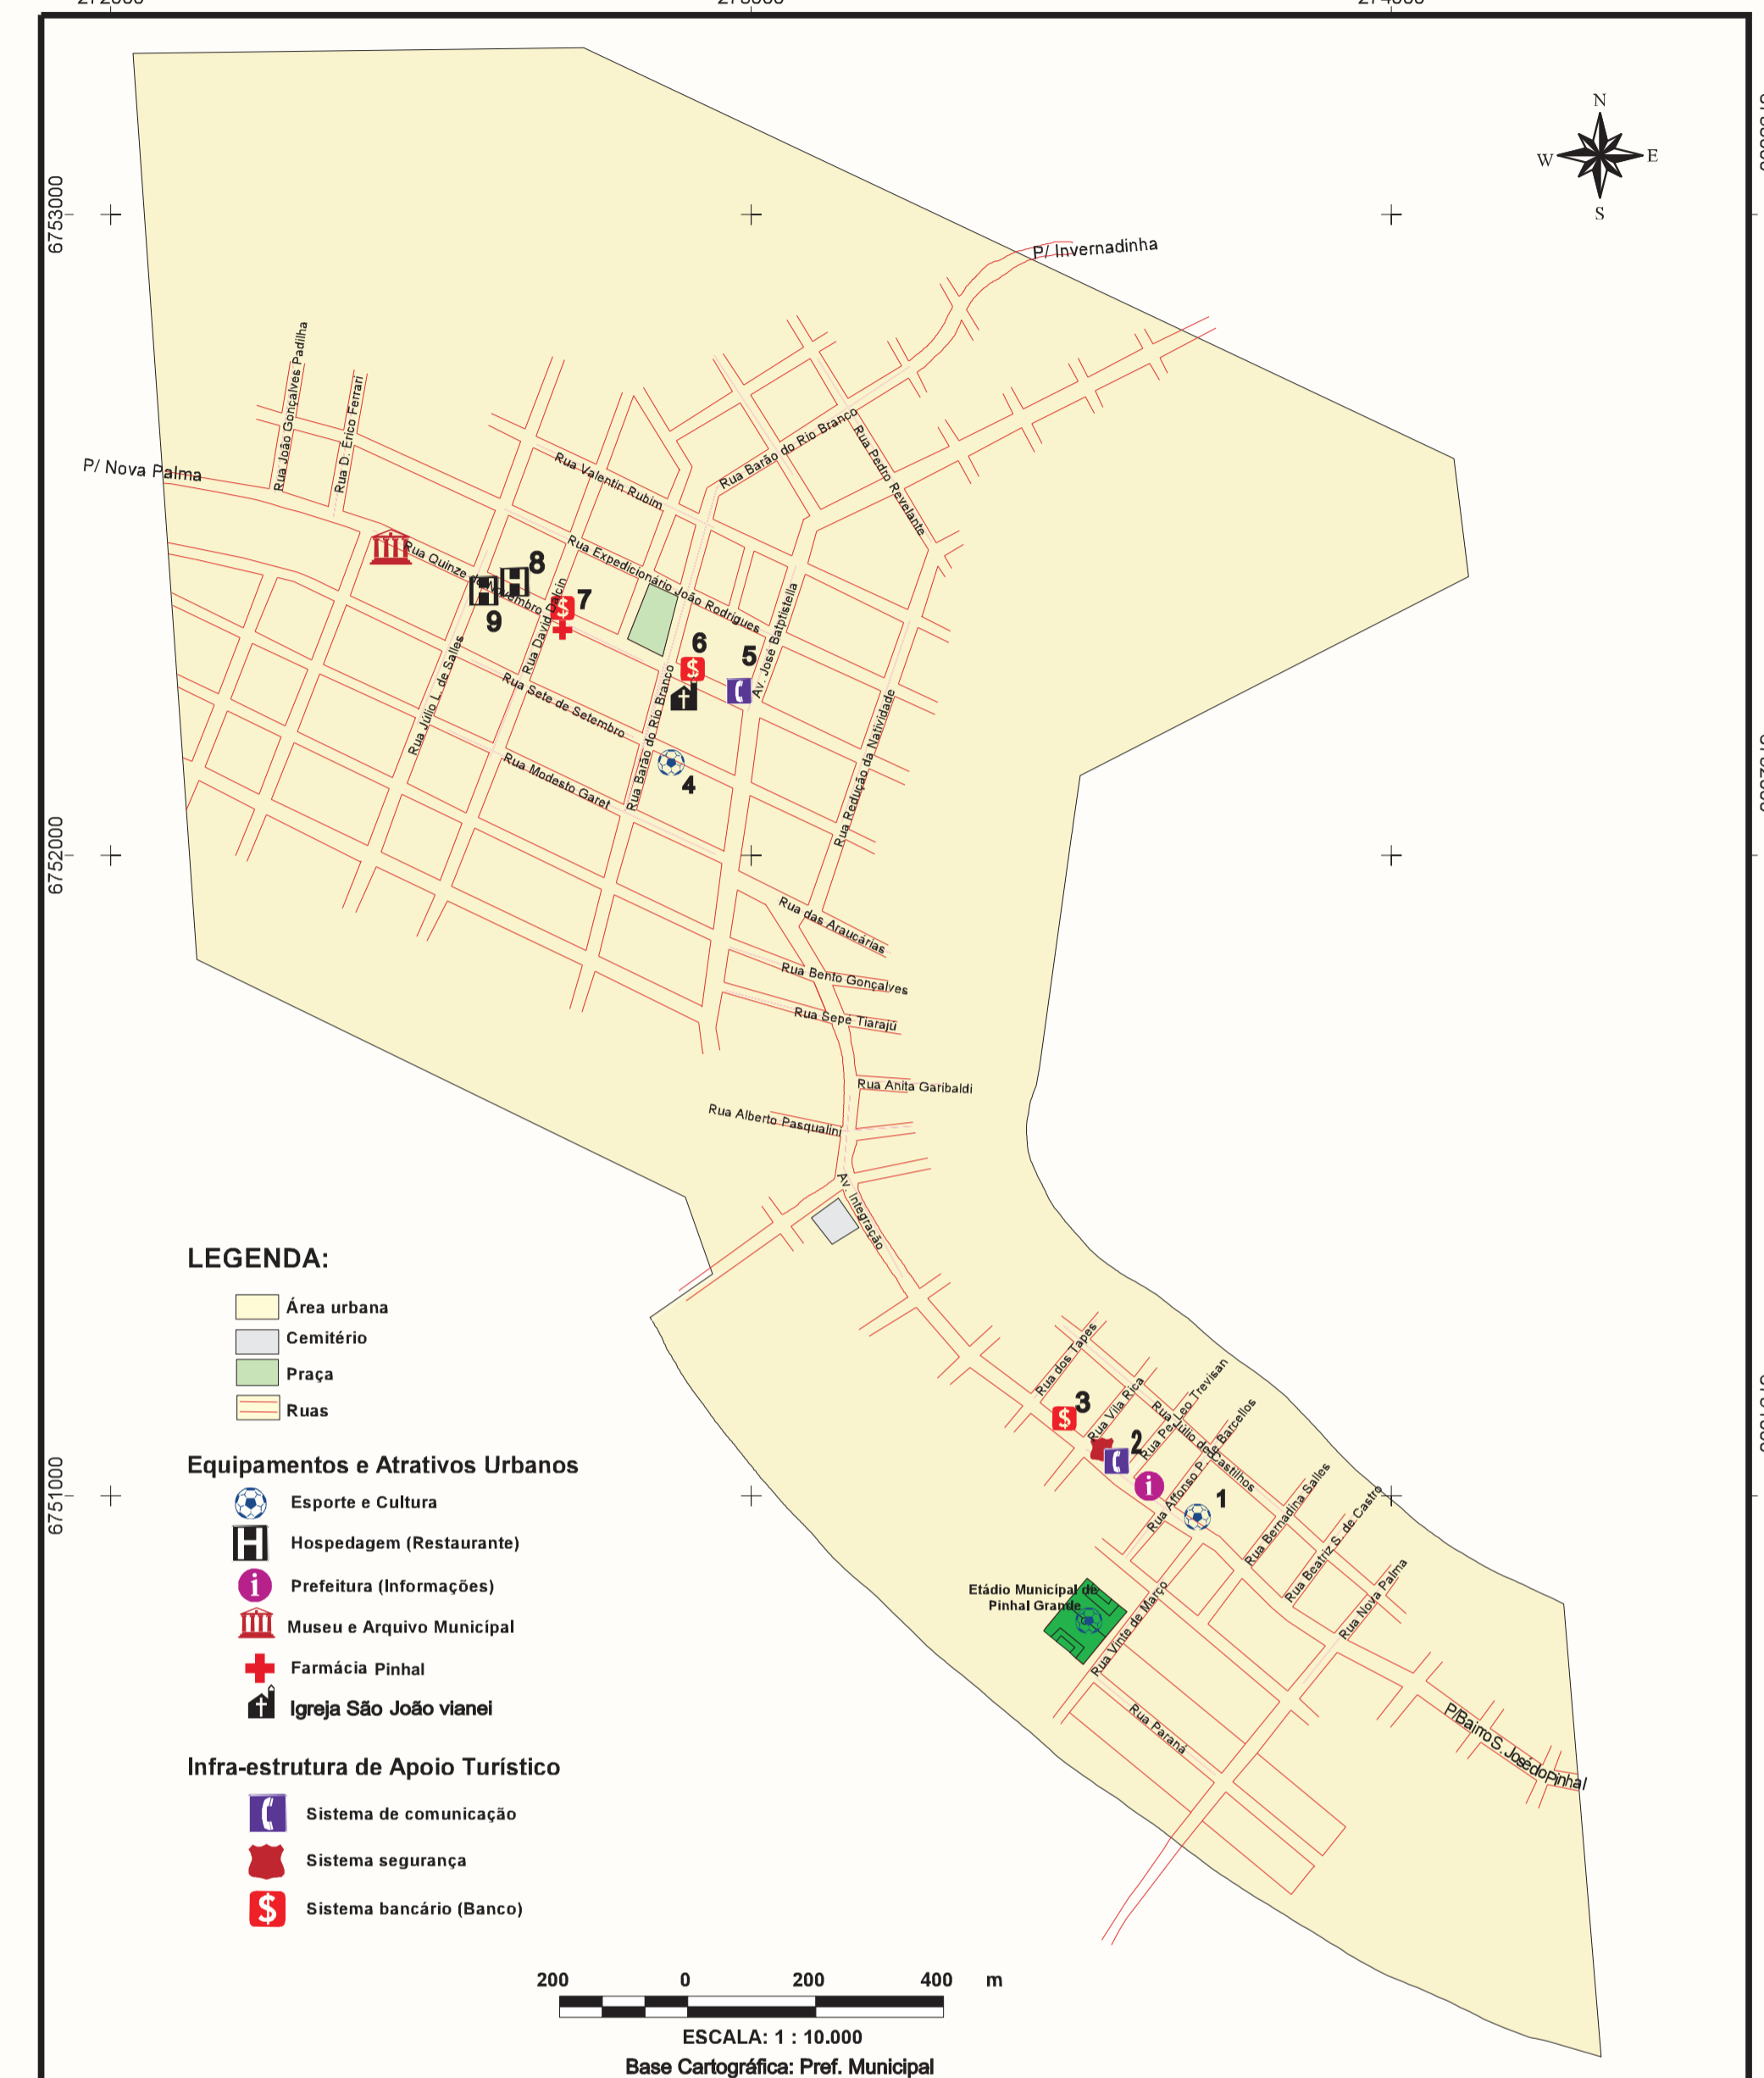 N
W
E
S
6753000
P/ Invernadinha
Rua João Gonçalves Padilha
Rua D. Erico Ferrari
P/ Nova Palma
Rua Valentin Rubim
Rua Barão do Rio Branco
Rua Pedro Revelante
Rua Quinze de Novembro
Rua Expedicionário João Rodrigues
8
9
7
Rua David Dalcin
6
5
Av. José Batptistella
Rua Júlio L. de Salles
Rua Sete de Setembro
Rua Barão do Rio Branco
Rua Redução da Natividade
4
Rua Modesto Garet
6752000
Rua das Araucárias
Rua Bento Gonçalves
Rua Sepé Tiarajú
Rua Anita Garibaldi
Rua Alberto Pasqualini
Av. Integração
Rua dos Tapes
3
Rua Vila Rica
Rua Pe. Leo Trevisan
Rua Júlio de Castilhos
2
Rua Affonso P. e Barcellos
1
Rua Bernadina Salles
Rua Beatriz S. de Castro
Rua Nova Palma
6751000
Etádio Municípal de
Pinhal Grande
Rua Vinte de Março
Rua Paraná
P/Bairro S. José do Pinhal
LEGENDA:
Área urbana
Cemitério
Praça
Ruas
Equipamentos e Atrativos Urbanos
Esporte e Cultura
H Hospedagem (Restaurante)
i Prefeitura (Informações)
Museu e Arquivo Municípal
Farmácia Pinhal
Igreja São João vianei
Infra-estrutura de Apoio Turístico
Sistema de comunicação
Sistema segurança
$ Sistema bancário (Banco)
200 0 200 400 m
ESCALA: 1 : 10.000
Base Cartográfica: Pref. Municipal